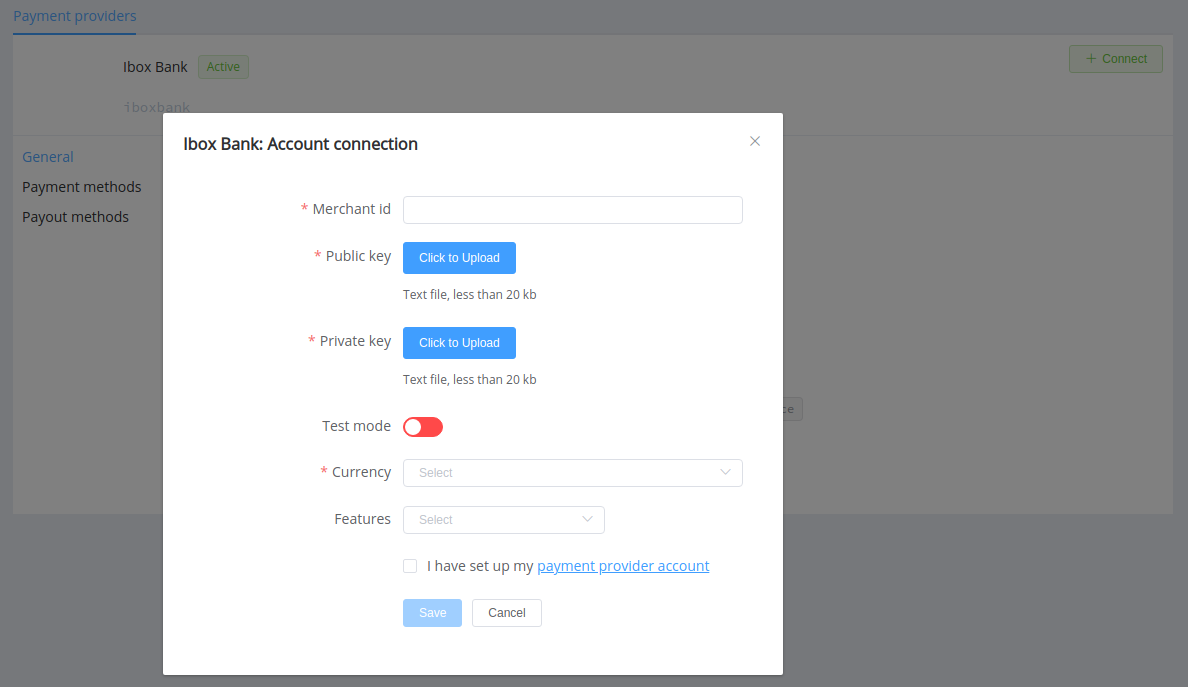 Payment providers
Ibox Bank Active
+ Connect
iboxbank
General
Payment methods
Payout methods
Ibox Bank: Account connection
* Merchant id
* Public key Click to Upload
Text file, less than 20 kb
* Private key Click to Upload
Text file, less than 20 kb
Test mode
* Currency Select
Features Select
I have set up my payment provider account
Save Cancel